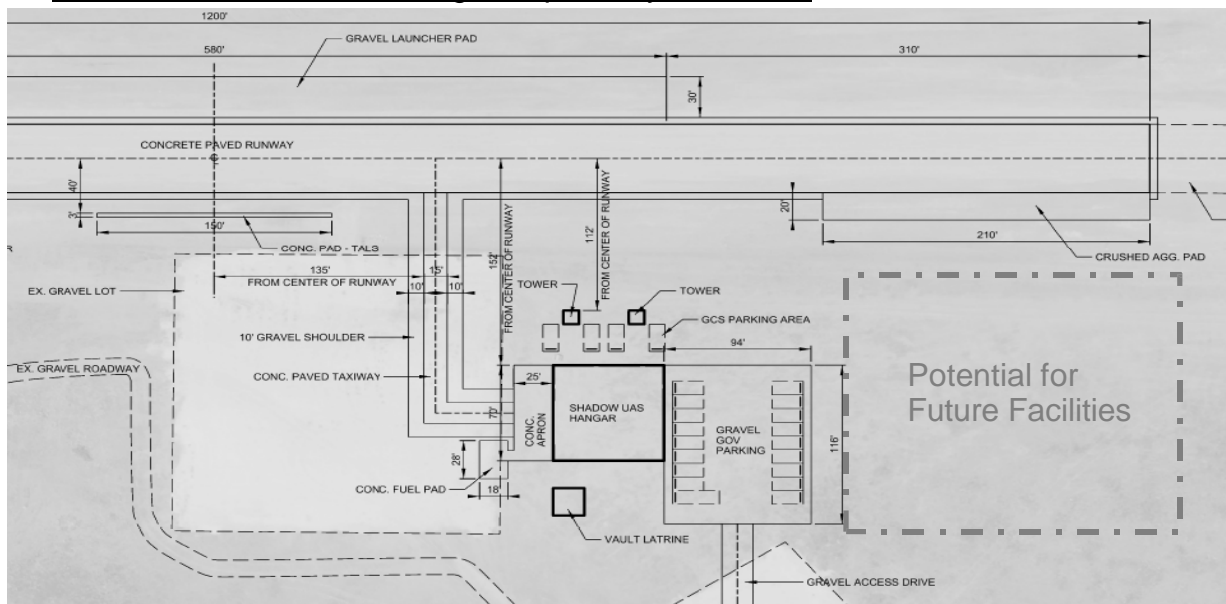 1200'
GRAVEL LAUNCHER PAD
580'
310'
30'
CONCRETE PAVED RUNWAY
40'
3'
150'
CONC. PAD - TALS
135'
FROM CENTER OF RUNWAY
15'
10'
10'
152'
FROM CENTER OF RUNWAY
112'
FROM CENTER OF RUNWAY
20'
210'
CRUSHED AGG. PAD
EX. GRAVEL LOT
TOWER
TOWER
GCS PARKING AREA
10' GRAVEL SHOULDER
94'
EX. GRAVEL ROADWAY
CONC. PAVED TAXIWAY
25'
70'
CONC.
APRON
SHADOW UAS
HANGAR
GRAVEL
GOV
PARKING
116'
Potential for
Future Facilities
28'
CONC. FUEL PAD
18'
VAULT LATRINE
GRAVEL ACCESS DRIVE